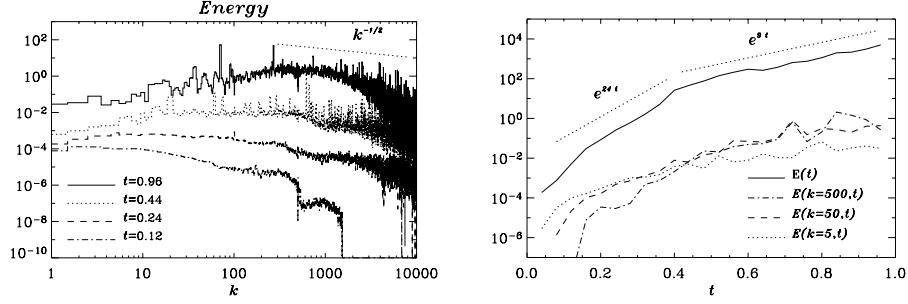 Energy
k^{-1/2}
10^2
10^0
10^{-2}
10^{-4}
10^{-6}
10^{-8}
10^{-10}
t=0.96
t=0.44
t=0.24
t=0.12
1 10 100 1000 10000
k
10^4
10^2
10^0
10^{-2}
10^{-4}
10^{-6}
e^{24 t}
e^{9 t}
E(t)
E(k=500,t)
E(k=50,t)
E(k=5,t)
0.0 0.2 0.4 0.6 0.8 1.0
t